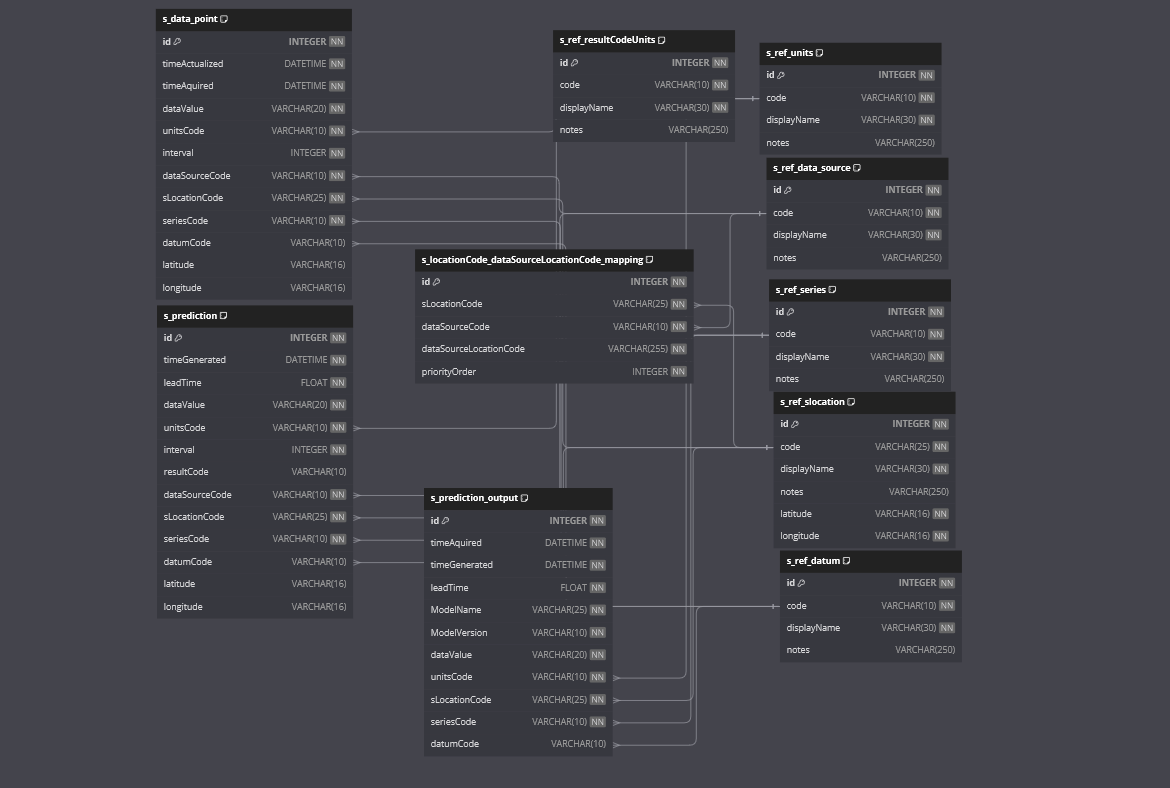 s_data_point
id INTEGER NN
timeActualized DATETIME NN
timeAquired DATETIME NN
dataValue VARCHAR(20) NN
unitsCode VARCHAR(10) NN
interval INTEGER NN
dataSourceCode VARCHAR(10) NN
sLocationCode VARCHAR(25) NN
seriesCode VARCHAR(10) NN
datumCode VARCHAR(10)
latitude VARCHAR(16)
longitude VARCHAR(16)
s_prediction
id INTEGER NN
timeGenerated DATETIME NN
leadTime FLOAT NN
dataValue VARCHAR(20) NN
unitsCode VARCHAR(10) NN
interval INTEGER NN
resultCode VARCHAR(10)
dataSourceCode VARCHAR(10) NN
sLocationCode VARCHAR(25) NN
seriesCode VARCHAR(10) NN
datumCode VARCHAR(10)
latitude VARCHAR(16)
longitude VARCHAR(16)
s_ref_resultCodeUnits
id INTEGER NN
code VARCHAR(10) NN
displayName VARCHAR(30) NN
notes VARCHAR(250)
s_locationCode_dataSourceLocationCode_mapping
id INTEGER NN
sLocationCode VARCHAR(25) NN
dataSourceCode VARCHAR(10) NN
dataSourceLocationCode VARCHAR(255) NN
priorityOrder INTEGER NN
s_prediction_output
id INTEGER NN
timeAquired DATETIME NN
timeGenerated DATETIME NN
leadTime FLOAT NN
ModelName VARCHAR(25) NN
ModelVersion VARCHAR(10) NN
dataValue VARCHAR(20) NN
unitsCode VARCHAR(10) NN
sLocationCode VARCHAR(25) NN
seriesCode VARCHAR(10) NN
datumCode VARCHAR(10)
s_ref_units
id INTEGER NN
code VARCHAR(10) NN
displayName VARCHAR(30) NN
notes VARCHAR(250)
s_ref_data_source
id INTEGER NN
code VARCHAR(10) NN
displayName VARCHAR(30) NN
notes VARCHAR(250)
s_ref_series
id INTEGER NN
code VARCHAR(10) NN
displayName VARCHAR(30) NN
notes VARCHAR(250)
s_ref_slocation
id INTEGER NN
code VARCHAR(25) NN
displayName VARCHAR(30) NN
notes VARCHAR(250)
latitude VARCHAR(16) NN
longitude VARCHAR(16) NN
s_ref_datum
id INTEGER NN
code VARCHAR(10) NN
displayName VARCHAR(30) NN
notes VARCHAR(250)